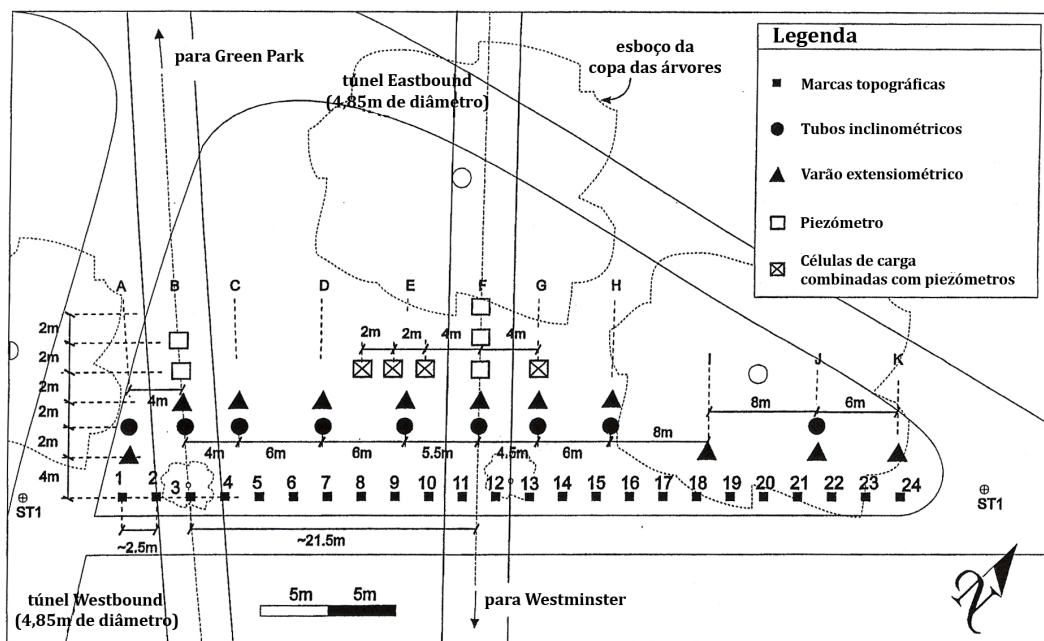 para Green Park
túnel Eastbound
(4,85m de diâmetro)
esboço da
copa das árvores
Legenda
Marcas topográficas
Tubos inclinométricos
Varão extensiométrico
Piezómetro
Células de carga
combinadas com piezómetros
A B C D E F G H
2m 2m 4m 4m
2m
2m
2m
2m
2m
4m
4m
I J K
8m 6m
4m 6m 6m 5.5m 4.5m 6m 8m
1 2 3 4 5 6 7 8 9 10 11 12 13 14 15 16 17 18 19 20 21 22 23 24
ST1
ST1
~2.5m
~21.5m
túnel Westbound
(4,85m de diâmetro)
5m 5m
para Westminster
N